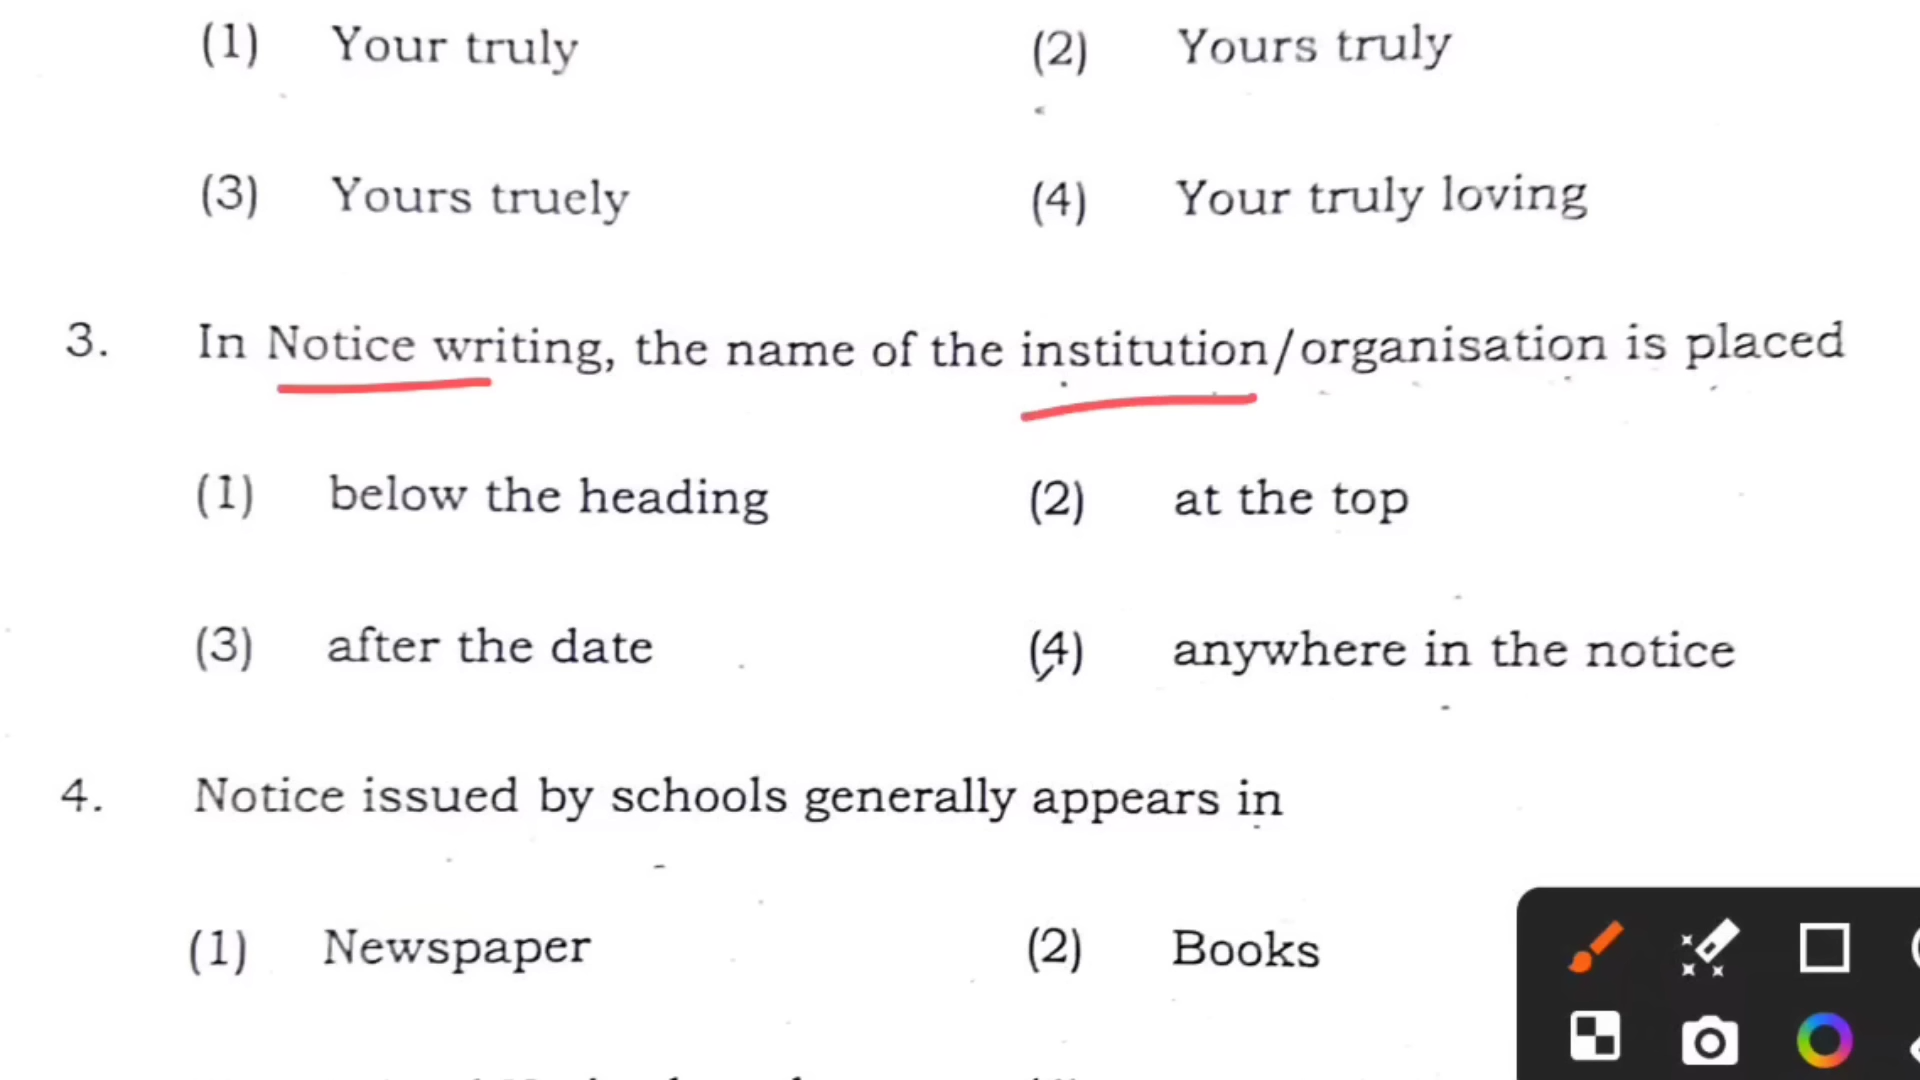 (1) Your truly (2) Yours truly
(3) Yours truely (4) Your truly loving
3. In Notice writing, the name of the institution/organisation is placed
(1) below the heading (2) at the top
(3) after the date (4) anywhere in the notice
4. Notice issued by schools generally appears in
(1) Newspaper (2) Books